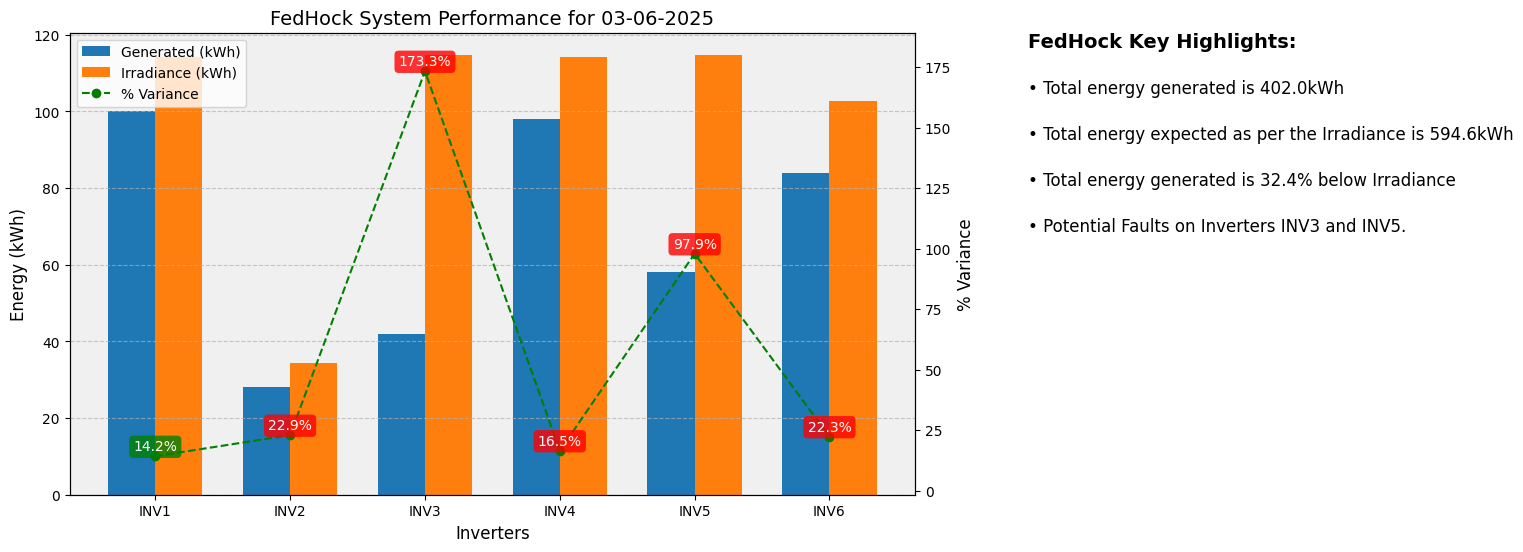 FedHock System Performance for 03-06-2025
Generated (kWh)
Irradiance (kWh)
% Variance
120
100
80
60
40
20
0
Energy (kWh)
14.2%
22.9%
173.3%
16.5%
97.9%
22.3%
175
150
125
100
75
50
25
0
% Variance
INV1
INV2
INV3
INV4
INV5
INV6
Inverters
FedHock Key Highlights:
• Total energy generated is 402.0kWh
• Total energy expected as per the Irradiance is 594.6kWh
• Total energy generated is 32.4% below Irradiance
• Potential Faults on Inverters INV3 and INV5.